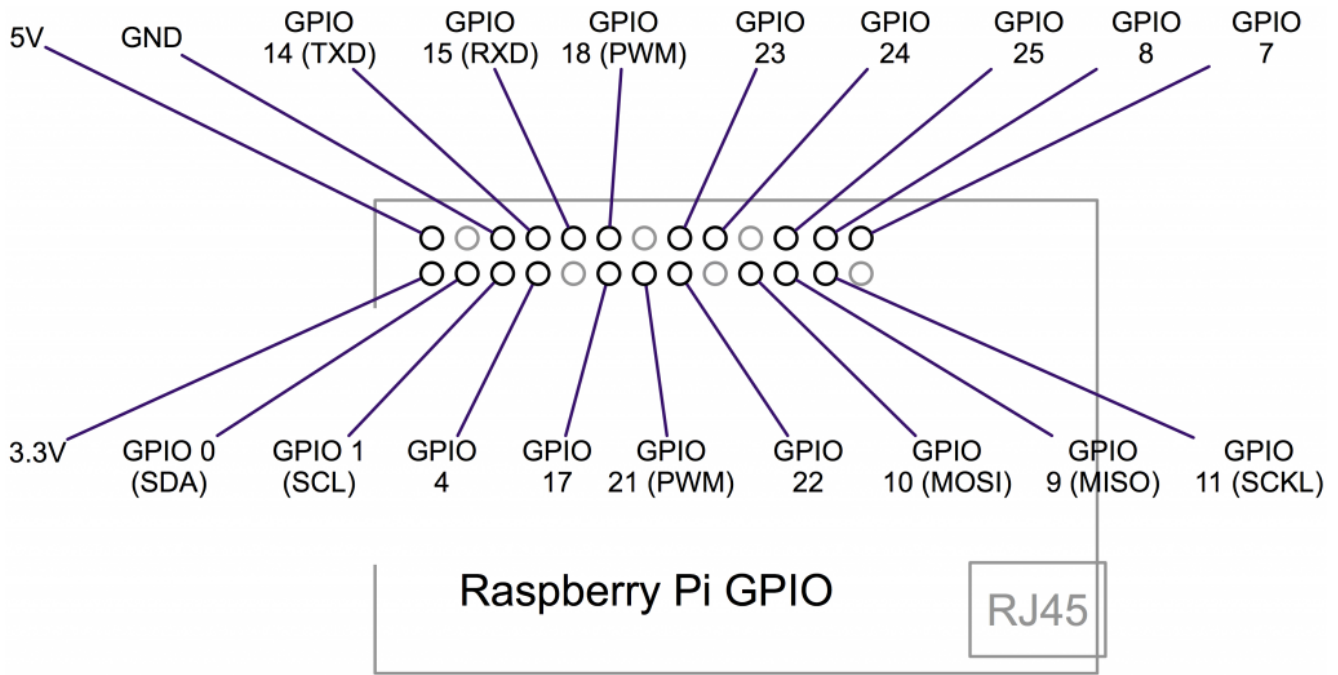 5V
GND
GPIO
14 (TXD)
GPIO
15 (RXD)
GPIO
18 (PWM)
GPIO
23
GPIO
24
GPIO
25
GPIO
8
GPIO
7
3.3V
GPIO 0
(SDA)
GPIO 1
(SCL)
GPIO
4
GPIO
17
GPIO
21 (PWM)
GPIO
22
GPIO
10 (MOSI)
GPIO
9 (MISO)
GPIO
11 (SCKL)
Raspberry Pi GPIO
RJ45